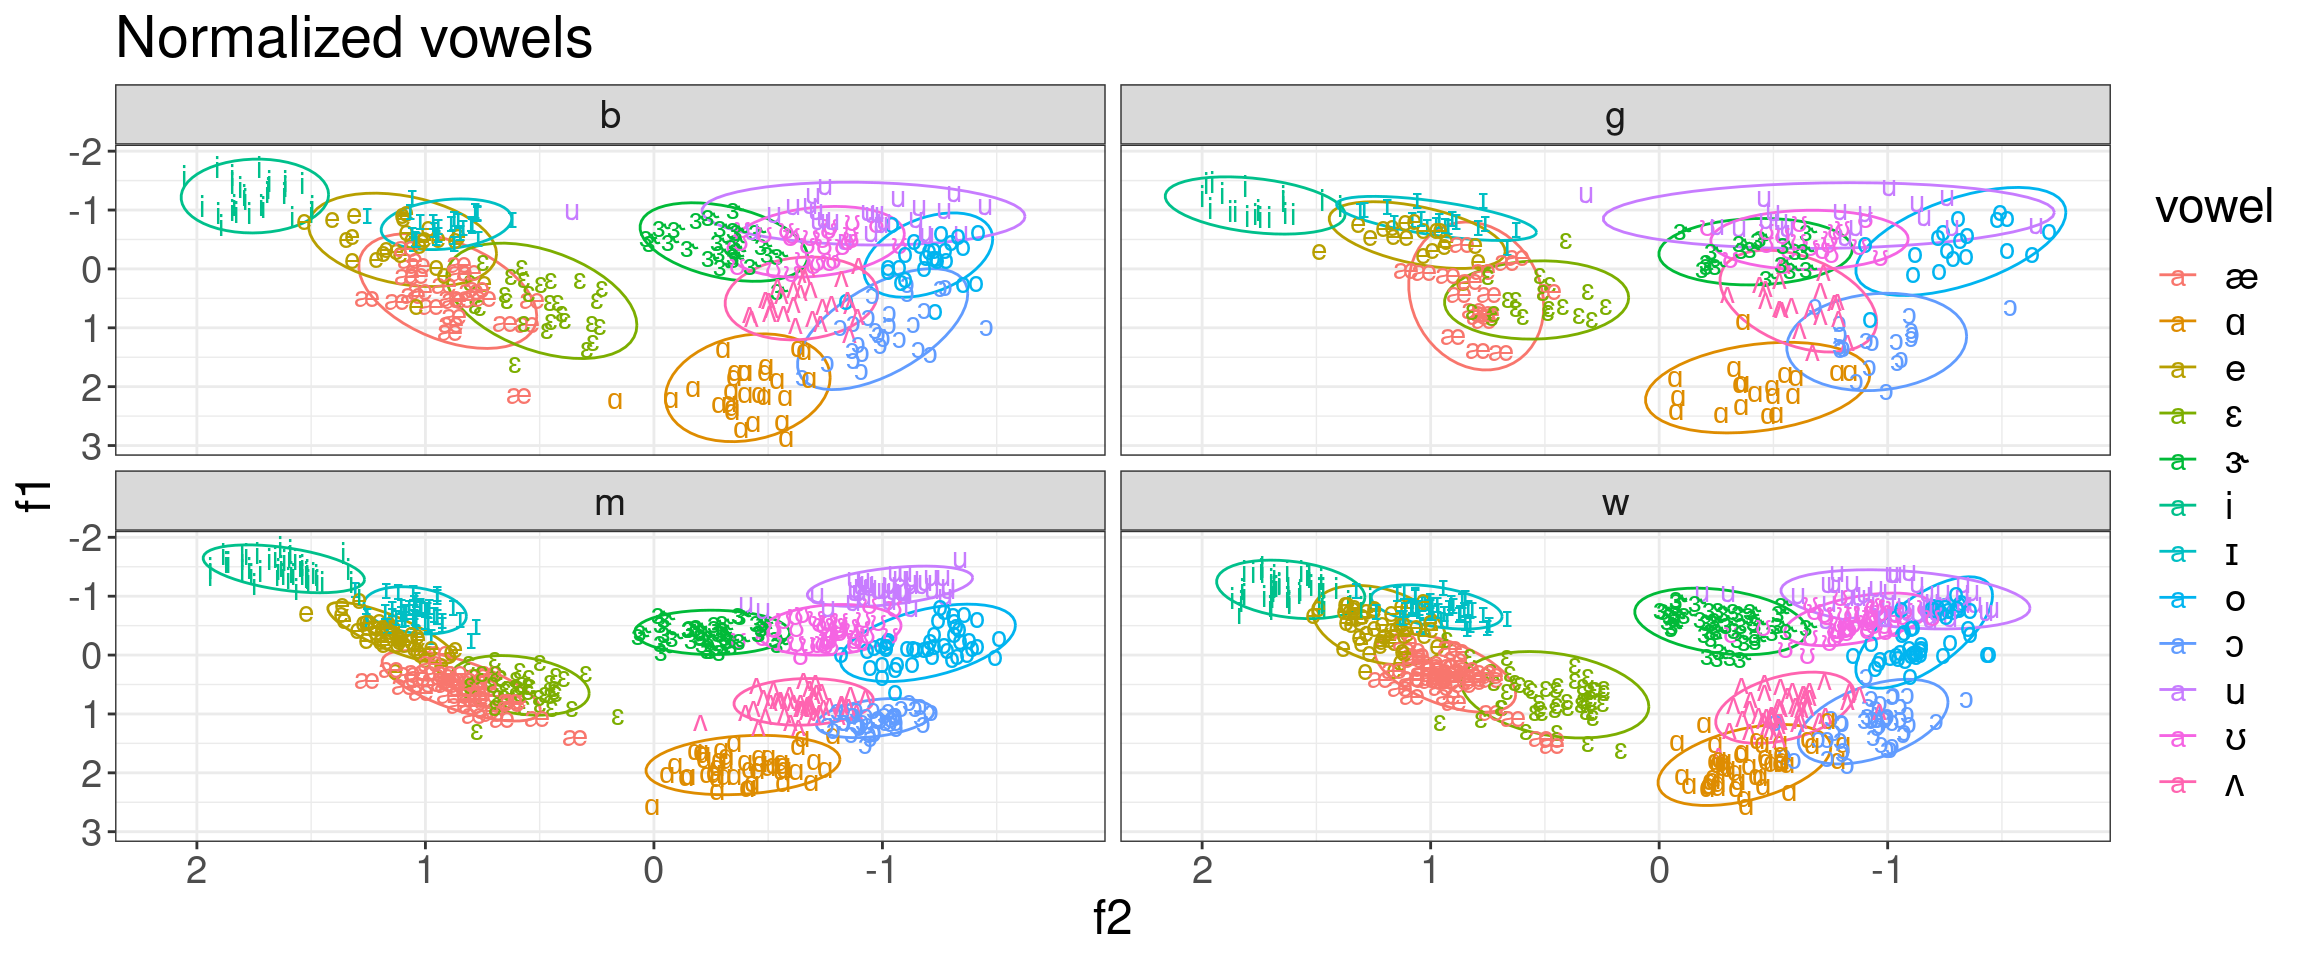 Normalized vowels
b
g
-2
-1
0
1
2
3
m
w
-2
-1
0
1
2
3
2
1
0
-1
2
1
0
-1
f1
f2
vowel
a æ
a ɑ
a e
a ɛ
a ɝ
a i
a ɪ
a o
a ɔ
a u
a ʊ
a ʌ